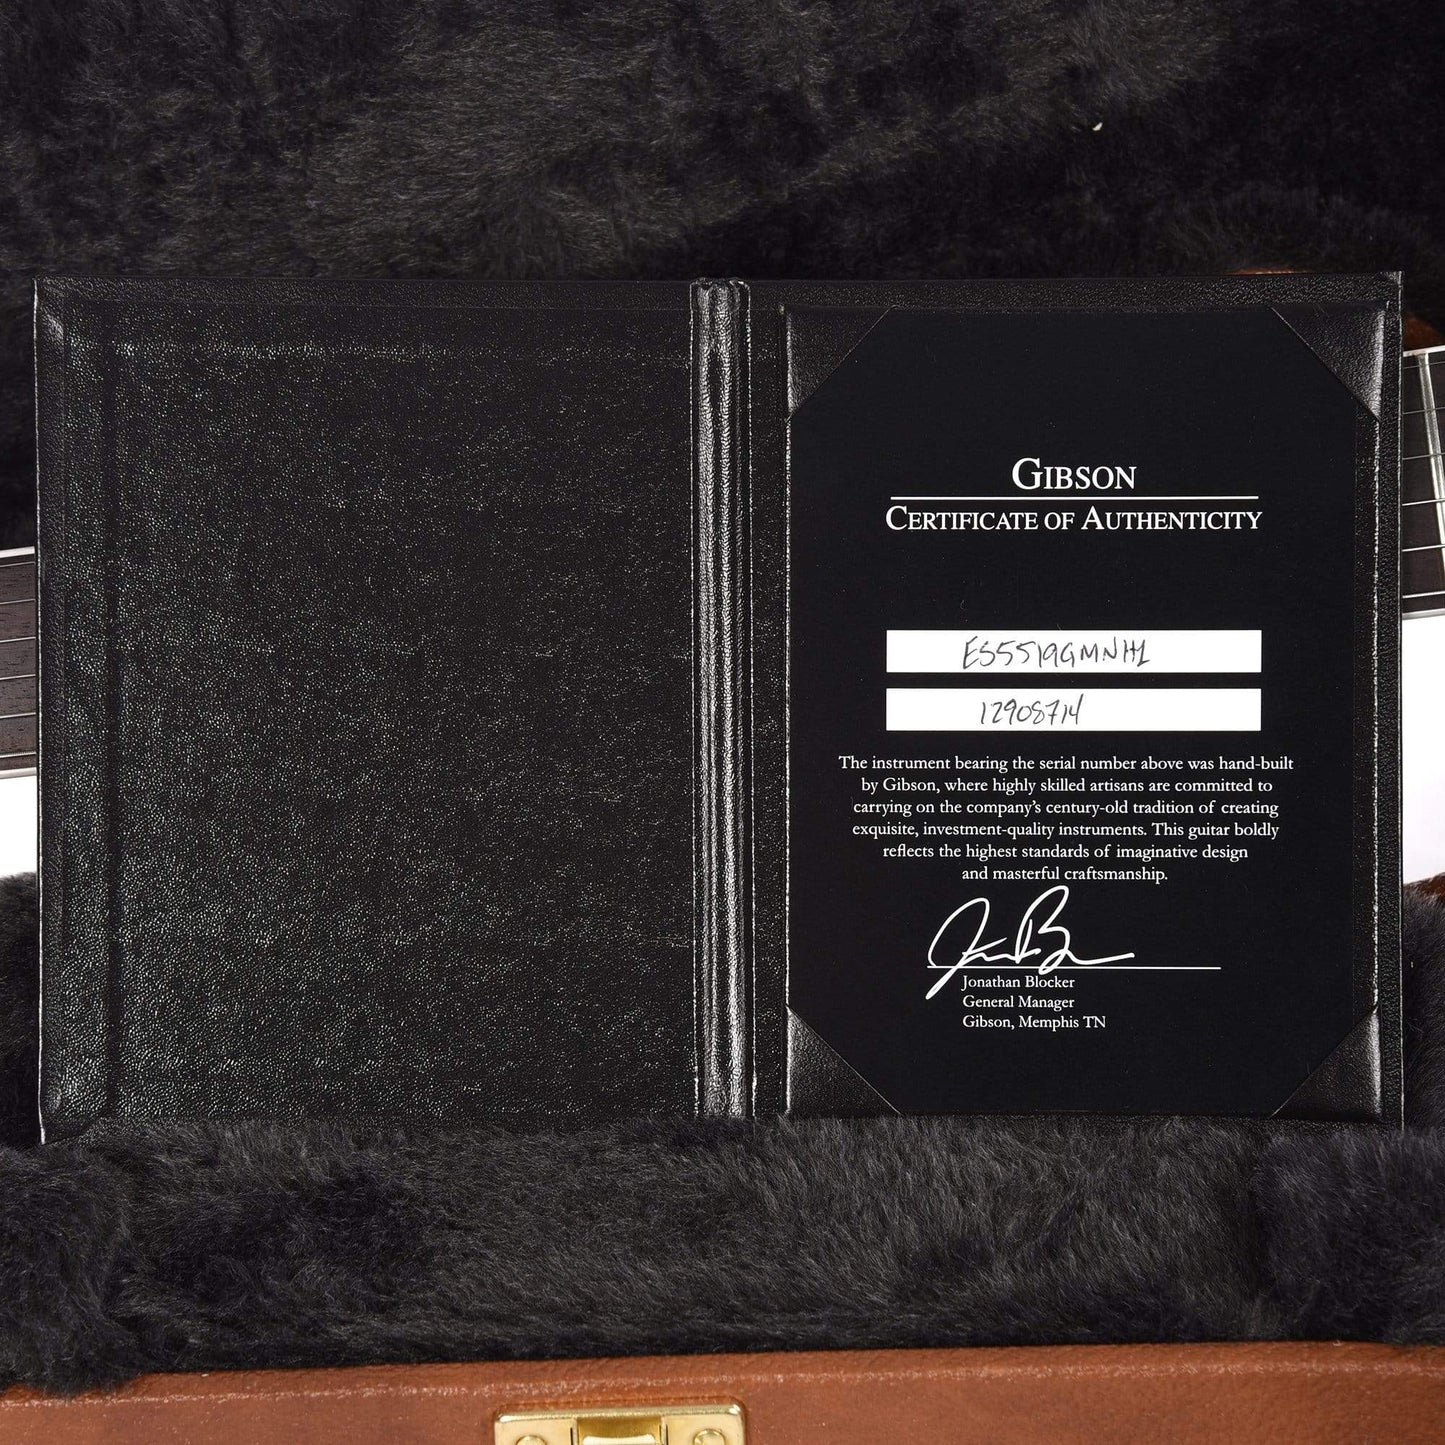 GIBSON
CERTIFICATE OF AUTHENTICITY
ES5519GMNH1
12908714
The instrument bearing the serial number above was hand-built
by Gibson, where highly skilled artisans are committed to
carrying on the company's century-old tradition of creating
exquisite, investment-quality instruments. This guitar boldly
reflects the highest standards of imaginative design
and masterful craftsmanship.
Jonathan Blocker
General Manager
Gibson, Memphis TN